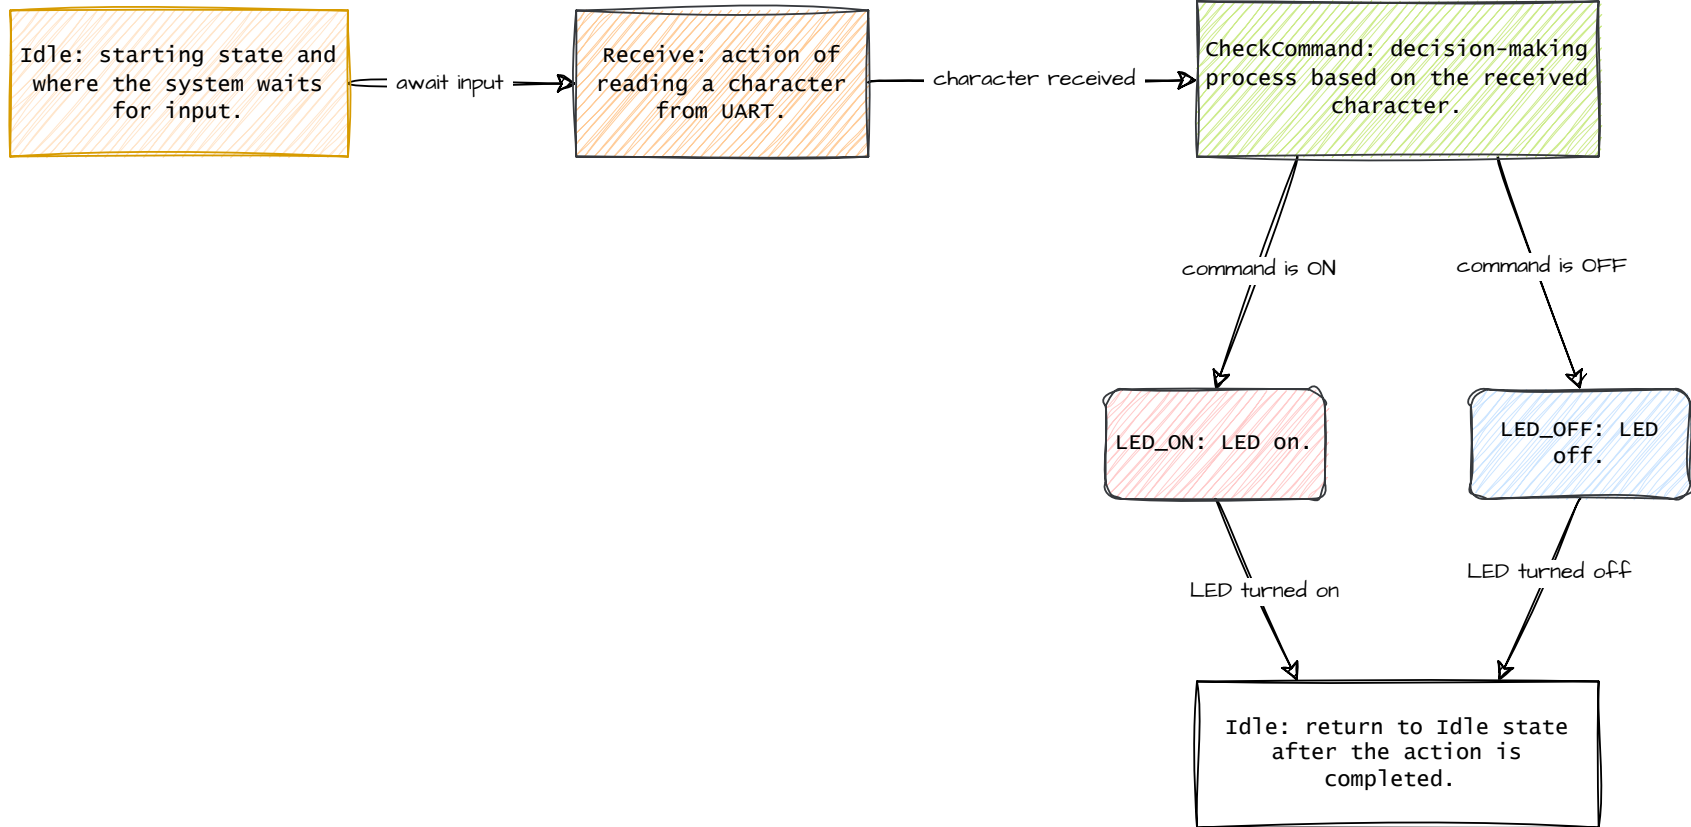 Idle: starting state and
where the system waits
for input.
await input
Receive: action of
reading a character
from UART.
character received
CheckCommand: decision-making
process based on the received
character.
command is ON
command is OFF
LED_ON: LED on.
LED_OFF: LED
off.
LED turned on
LED turned off
Idle: return to Idle state
after the action is
completed.